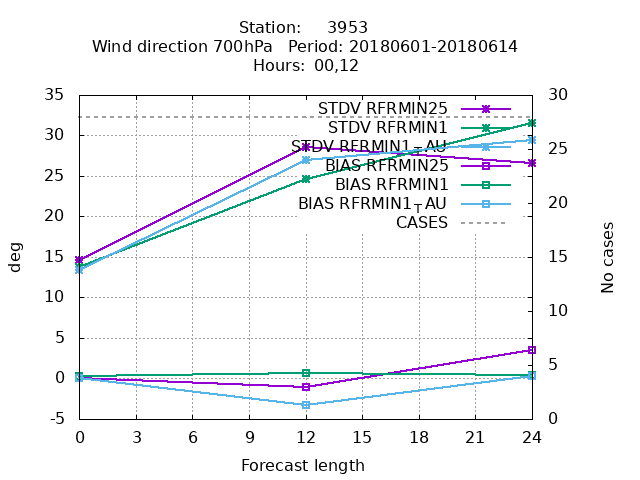 Station: 3953
Wind direction 700hPa Period: 20180601-20180614
Hours: 00,12
35
30
25
20
15
10
5
0
-5
deg
STDV RFRMIN25
STDV RFRMIN1
STDV RFRMIN1TAU
BIAS RFRMIN25
BIAS RFRMIN1
BIAS RFRMIN1TAU
CASES
30
25
20
15
10
5
0
No cases
0 3 6 9 12 15 18 21 24
Forecast length